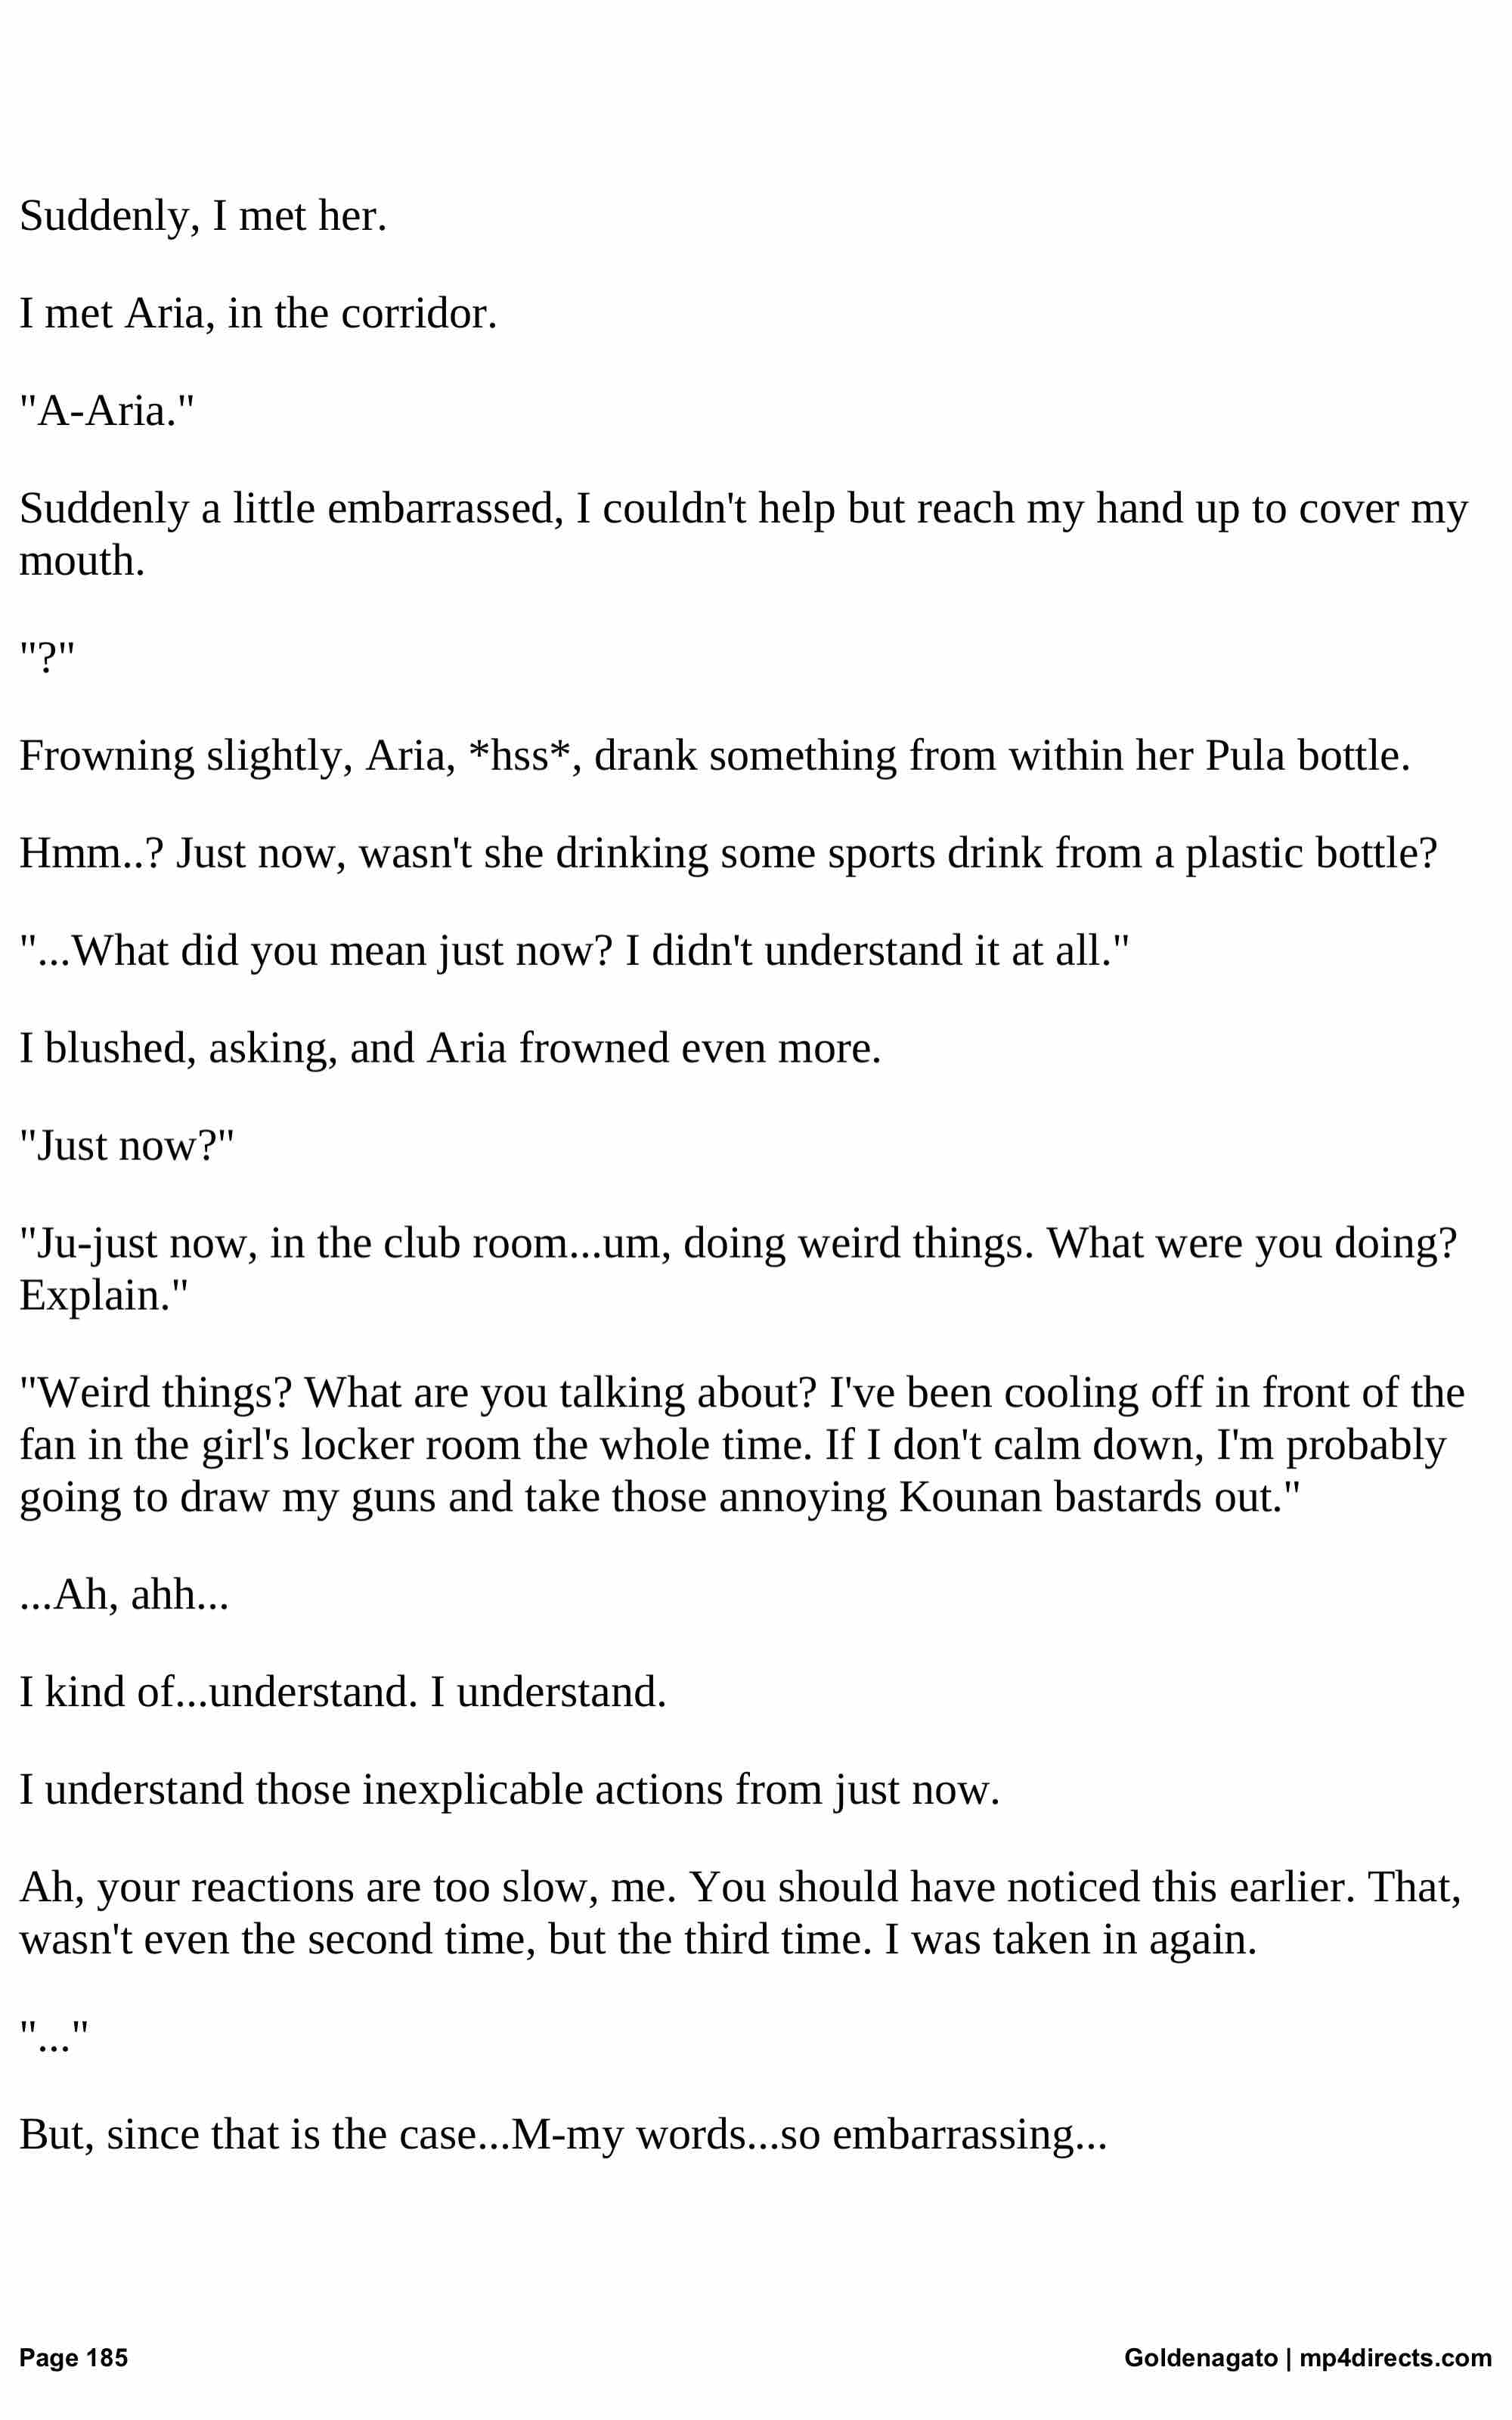 Suddenly, I met her.
I met Aria, in the corridor.
"A-Aria."
Suddenly a little embarrassed, I couldn't help but reach my hand up to cover my
mouth.
"?"
Frowning slightly, Aria, *hss*, drank something from within her Pula bottle.
Hmm..? Just now, wasn't she drinking some sports drink from a plastic bottle?
"...What did you mean just now? I didn't understand it at all."
I blushed, asking, and Aria frowned even more.
"Just now?"
"Ju-just now, in the club room...um, doing weird things. What were you doing?
Explain."
"Weird things? What are you talking about? I've been cooling off in front of the
fan in the girl's locker room the whole time. If I don't calm down, I'm probably
going to draw my guns and take those annoying Kounan bastards out."
...Ah, ahh...
I kind of...understand. I understand.
I understand those inexplicable actions from just now.
Ah, your reactions are too slow, me. You should have noticed this earlier. That,
wasn't even the second time, but the third time. I was taken in again.
"..."
But, since that is the case...M-my words...so embarrassing...
Page 185
Goldenagato | mp4directs.com